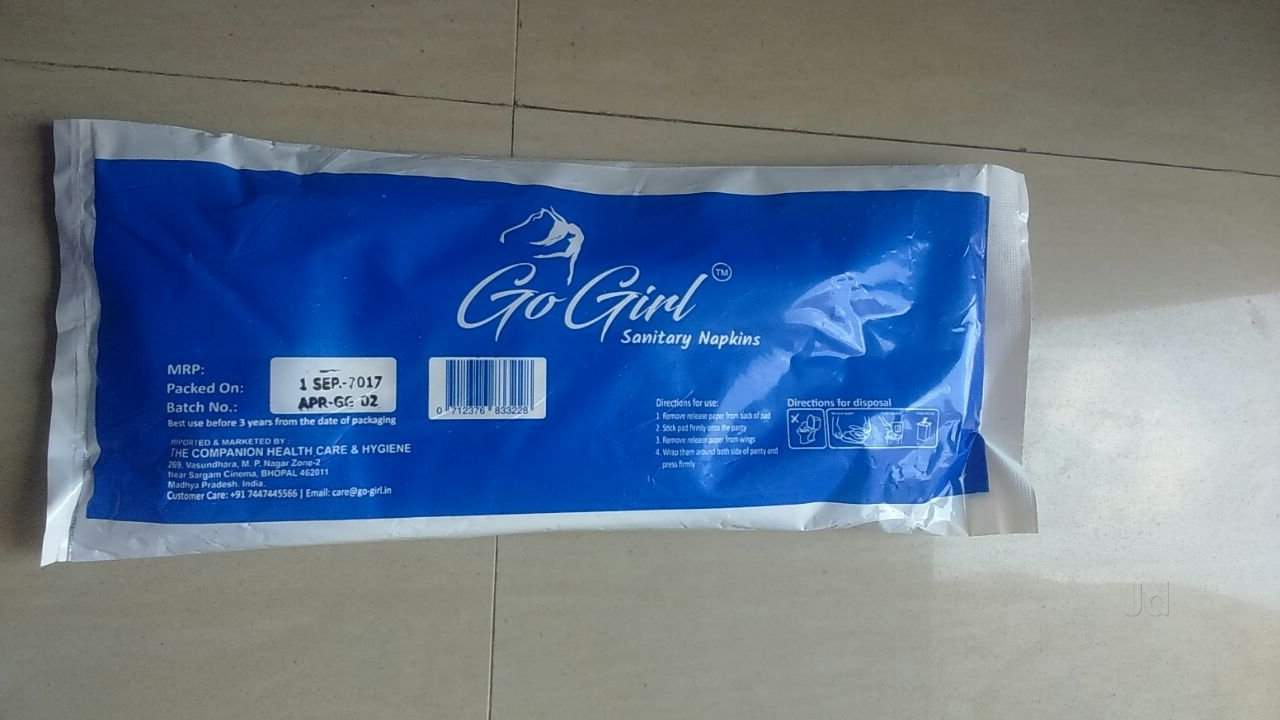 Go Girl TM
Sanitary Napkins
MRP:
Packed On: 1 SEP.-2017
Batch No.: APR-GG 02
Best use before 3 years from the date of packaging
IMPORTED & MARKETED BY :
THE COMPANION HEALTH CARE & HYGIENE
269, Vasundhara, M. P. Nagar Zone-2
Near Sargam Cinema, BHOPAL 462011
Madhya Pradesh. India.
Customer Care: +91 7447445566 | Email: care@go-girl.in
0 712376 833228
Directions for use:
1. Remove release paper from back of pad
2. Stick pad firmly onto the panty
3. Remove release paper from wings
4. Wrap them around both side of panty and
press firmly
Directions for disposal
Jd